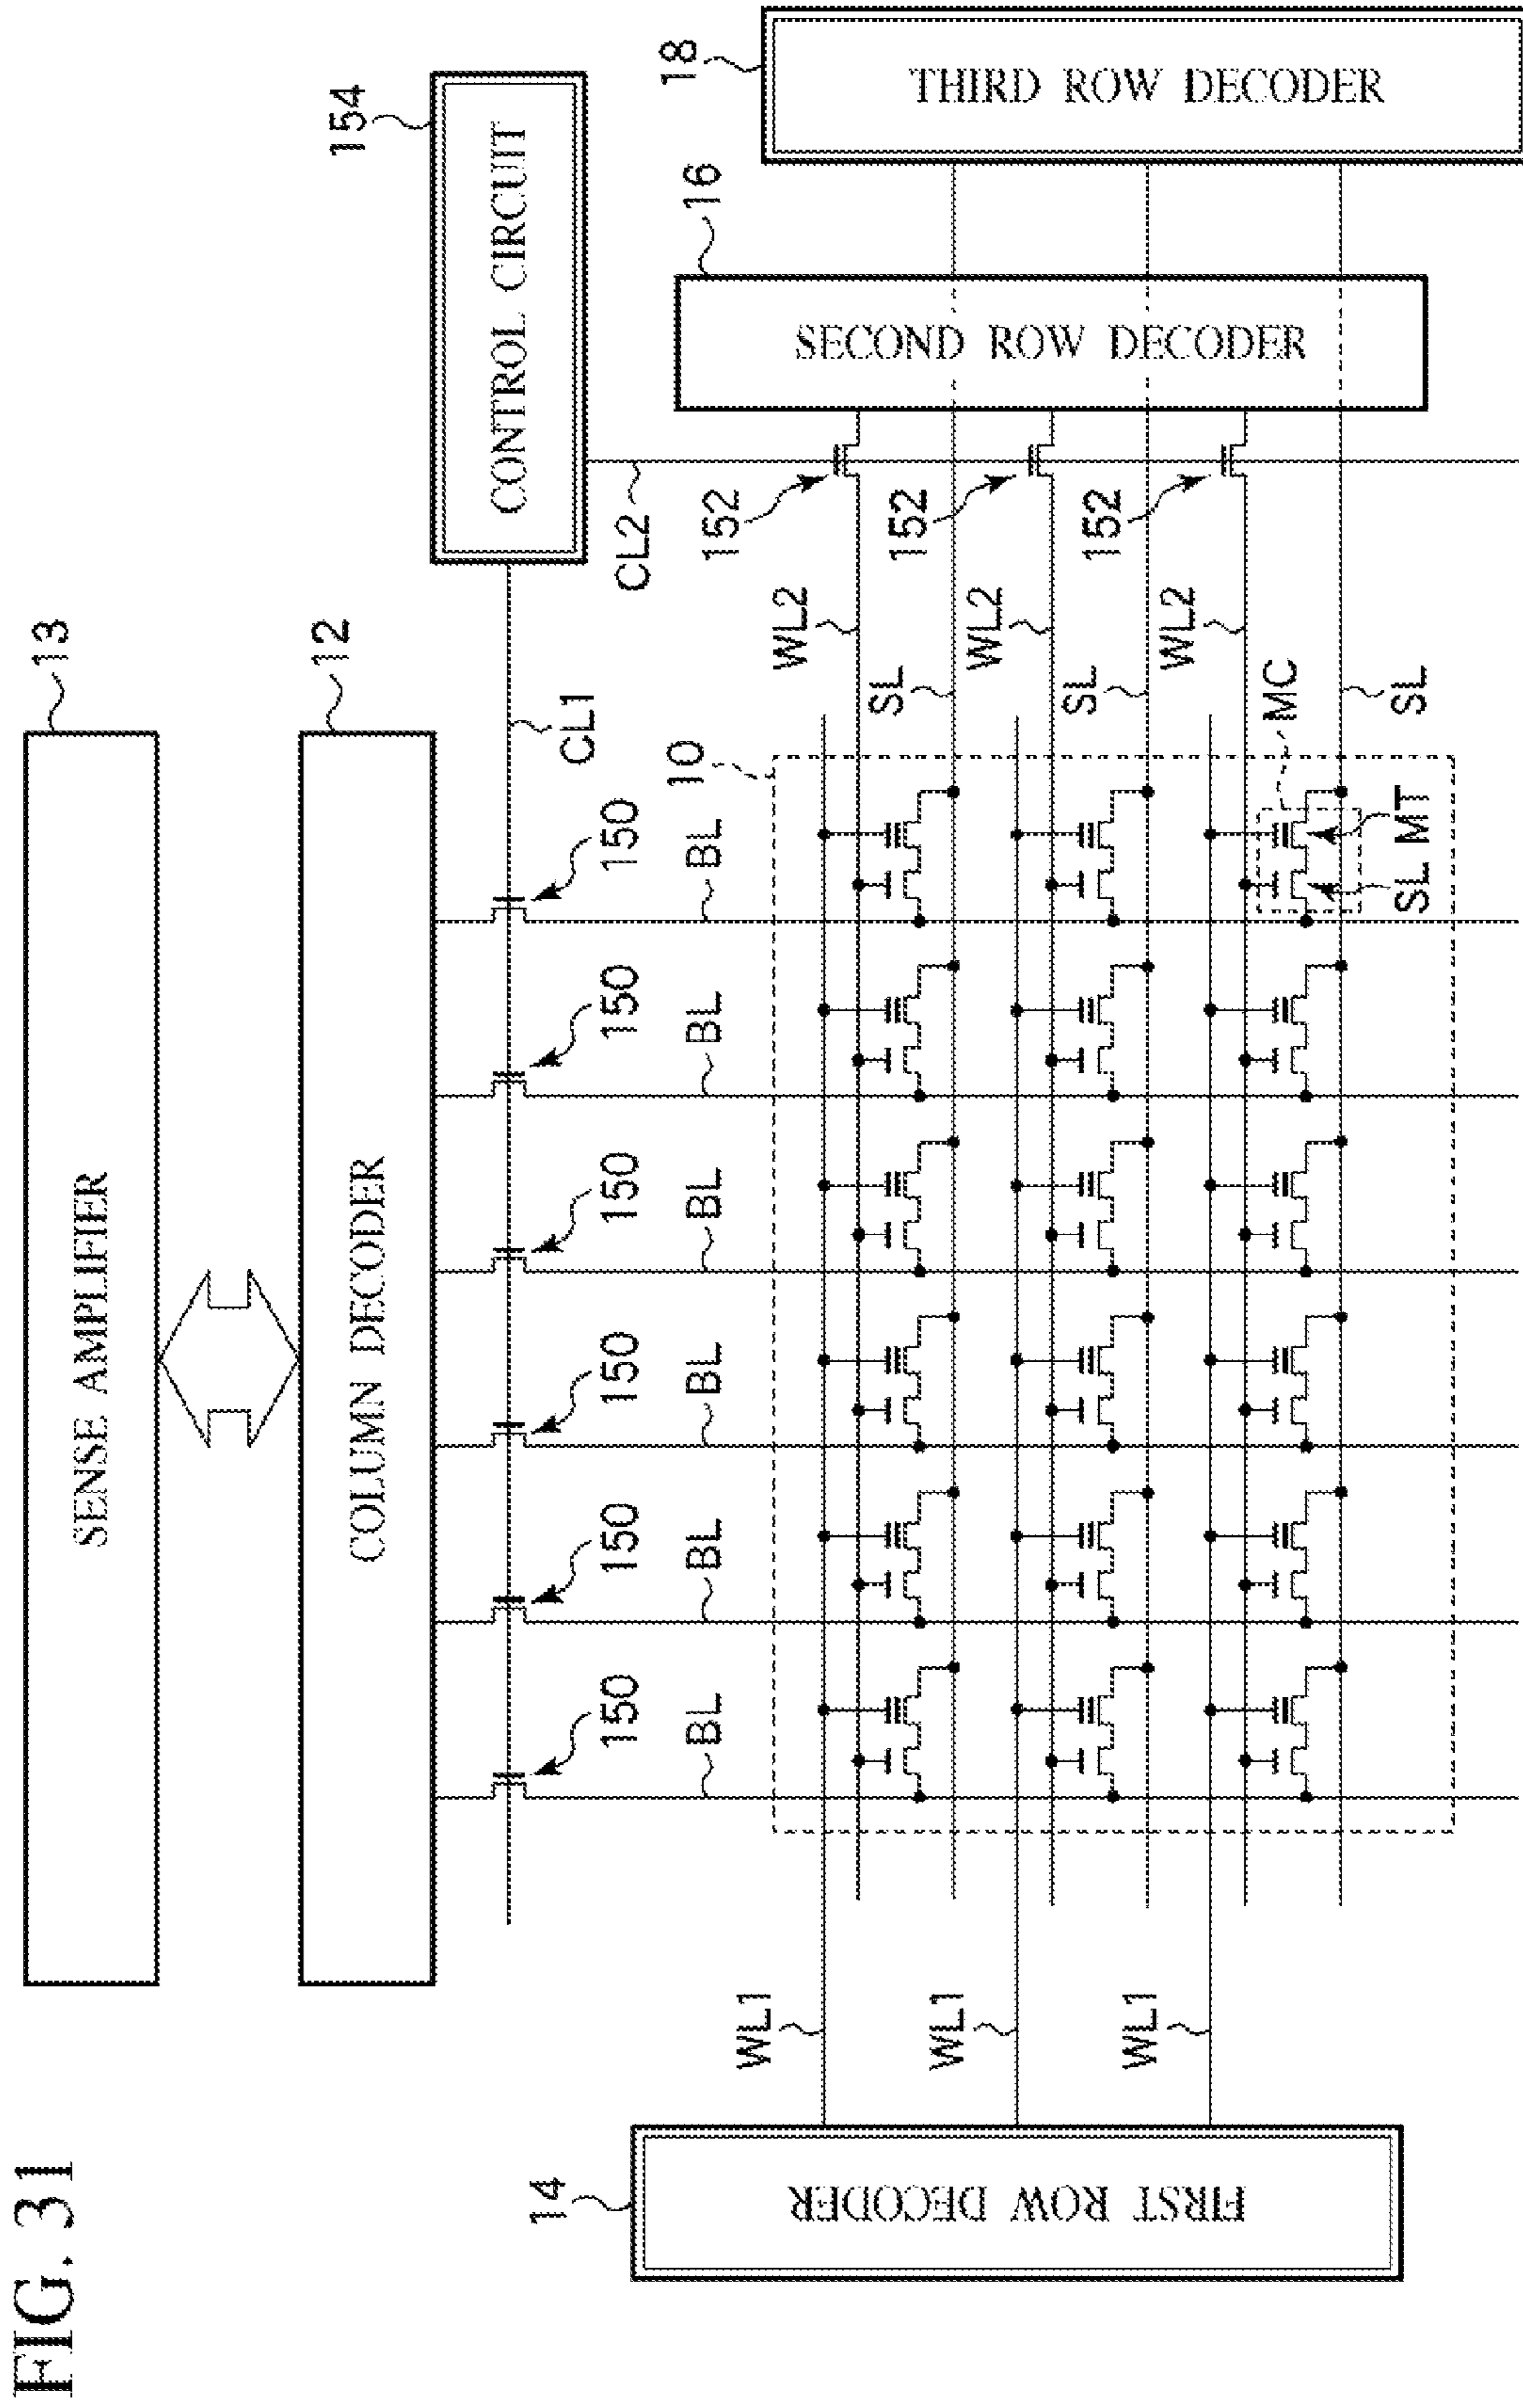 FIG. 31
SENSE AMPLIFIER
13
COLUMN DECODER
12
CONTROL CIRCUIT
154
CL1
CL2
150
150
150
150
150
150
BL
BL
BL
BL
BL
BL
10
152
152
152
FIRST ROW DECODER
14
WL1
WL1
WL1
WL2
SL
WL2
SL
WL2
MC
SL
SL
MT
SECOND ROW DECODER
16
THIRD ROW DECODER
18